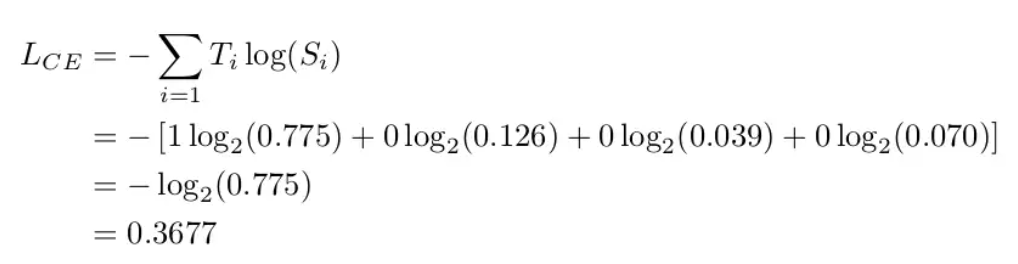 L_{CE} = − \sum_{i=1} T_i log(S_i)
= − [1 log_2(0.775) + 0 log_2(0.126) + 0 log_2(0.039) + 0 log_2(0.070)]
= − log_2(0.775)
= 0.3677